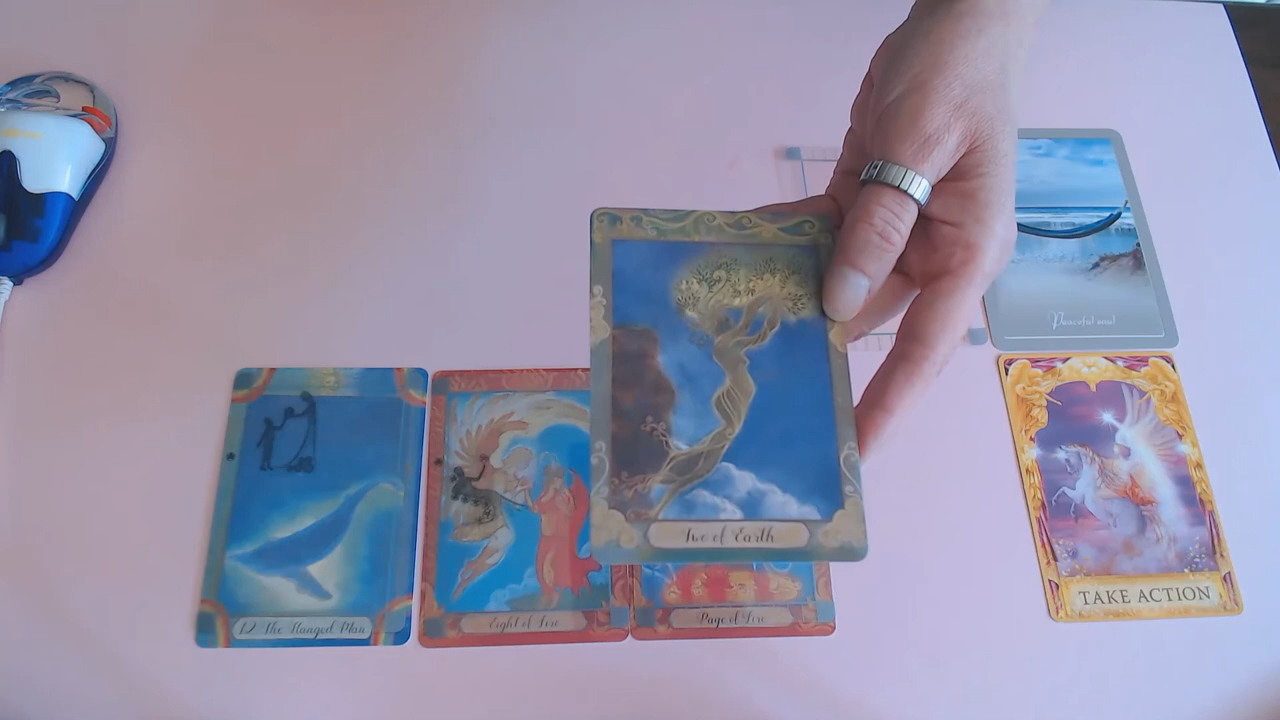 Peaceful soul
Two of Earth
TAKE ACTION
12 The Hanged Man
Eight of Fire
Page of Fire